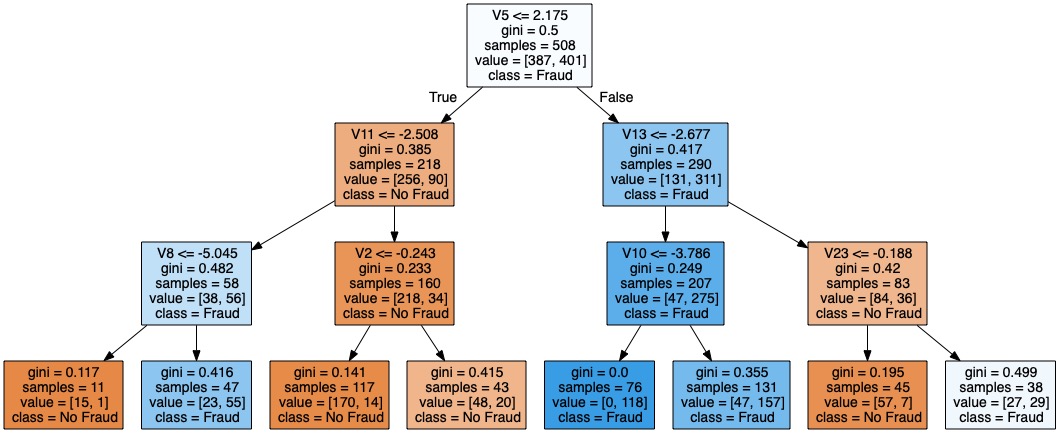 V5 <= 2.175
gini = 0.5
samples = 508
value = [387, 401]
class = Fraud
True
False
V11 <= -2.508
gini = 0.385
samples = 218
value = [256, 90]
class = No Fraud
V13 <= -2.677
gini = 0.417
samples = 290
value = [131, 311]
class = Fraud
V8 <= -5.045
gini = 0.482
samples = 58
value = [38, 56]
class = Fraud
V2 <= -0.243
gini = 0.233
samples = 160
value = [218, 34]
class = No Fraud
V10 <= -3.786
gini = 0.249
samples = 207
value = [47, 275]
class = Fraud
V23 <= -0.188
gini = 0.42
samples = 83
value = [84, 36]
class = No Fraud
gini = 0.117
samples = 11
value = [15, 1]
class = No Fraud
gini = 0.416
samples = 47
value = [23, 55]
class = Fraud
gini = 0.141
samples = 117
value = [170, 14]
class = No Fraud
gini = 0.415
samples = 43
value = [48, 20]
class = No Fraud
gini = 0.0
samples = 76
value = [0, 118]
class = Fraud
gini = 0.355
samples = 131
value = [47, 157]
class = Fraud
gini = 0.195
samples = 45
value = [57, 7]
class = No Fraud
gini = 0.499
samples = 38
value = [27, 29]
class = Fraud